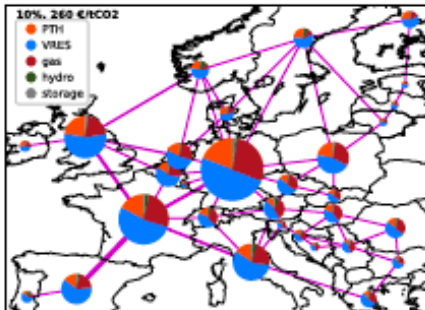 10%, 260 €/tCO2
PTH
VRES
gas
hydro
storage